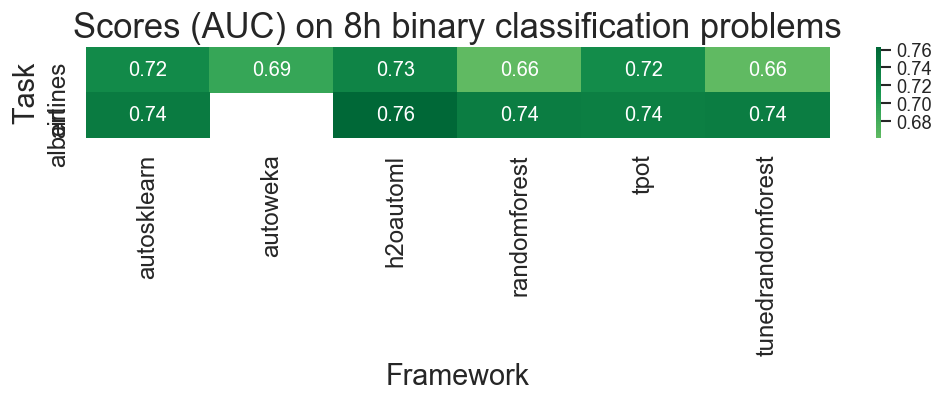 Scores (AUC) on 8h binary classification problems
Task
airlines
albert
0.72 0.69 0.73 0.66 0.72 0.66
0.74 0.76 0.74 0.74 0.74
0.76
0.74
0.72
0.70
0.68
autosklearn
autoweka
h2oautoml
randomforest
tpot
tunedrandomforest
Framework